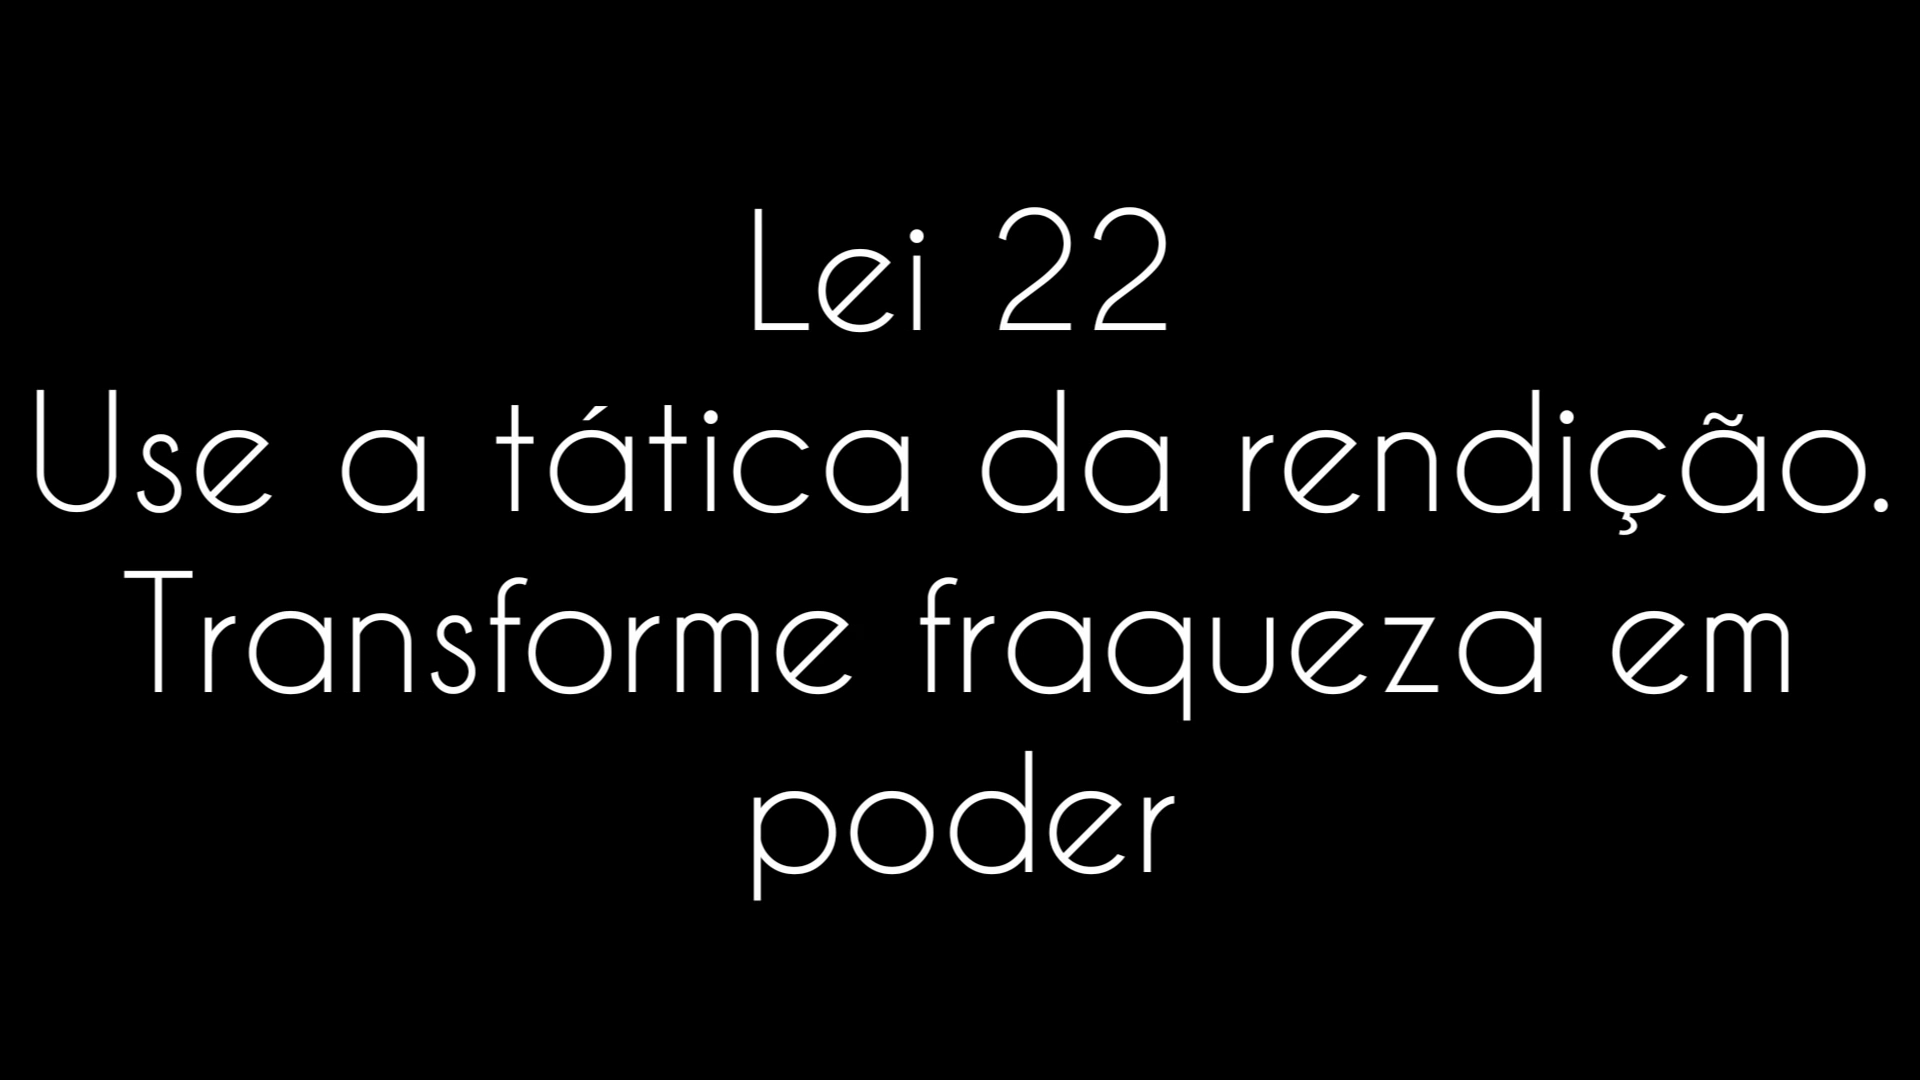 Lei 22
Use a tática da rendição.
Transforme fraqueza em
poder